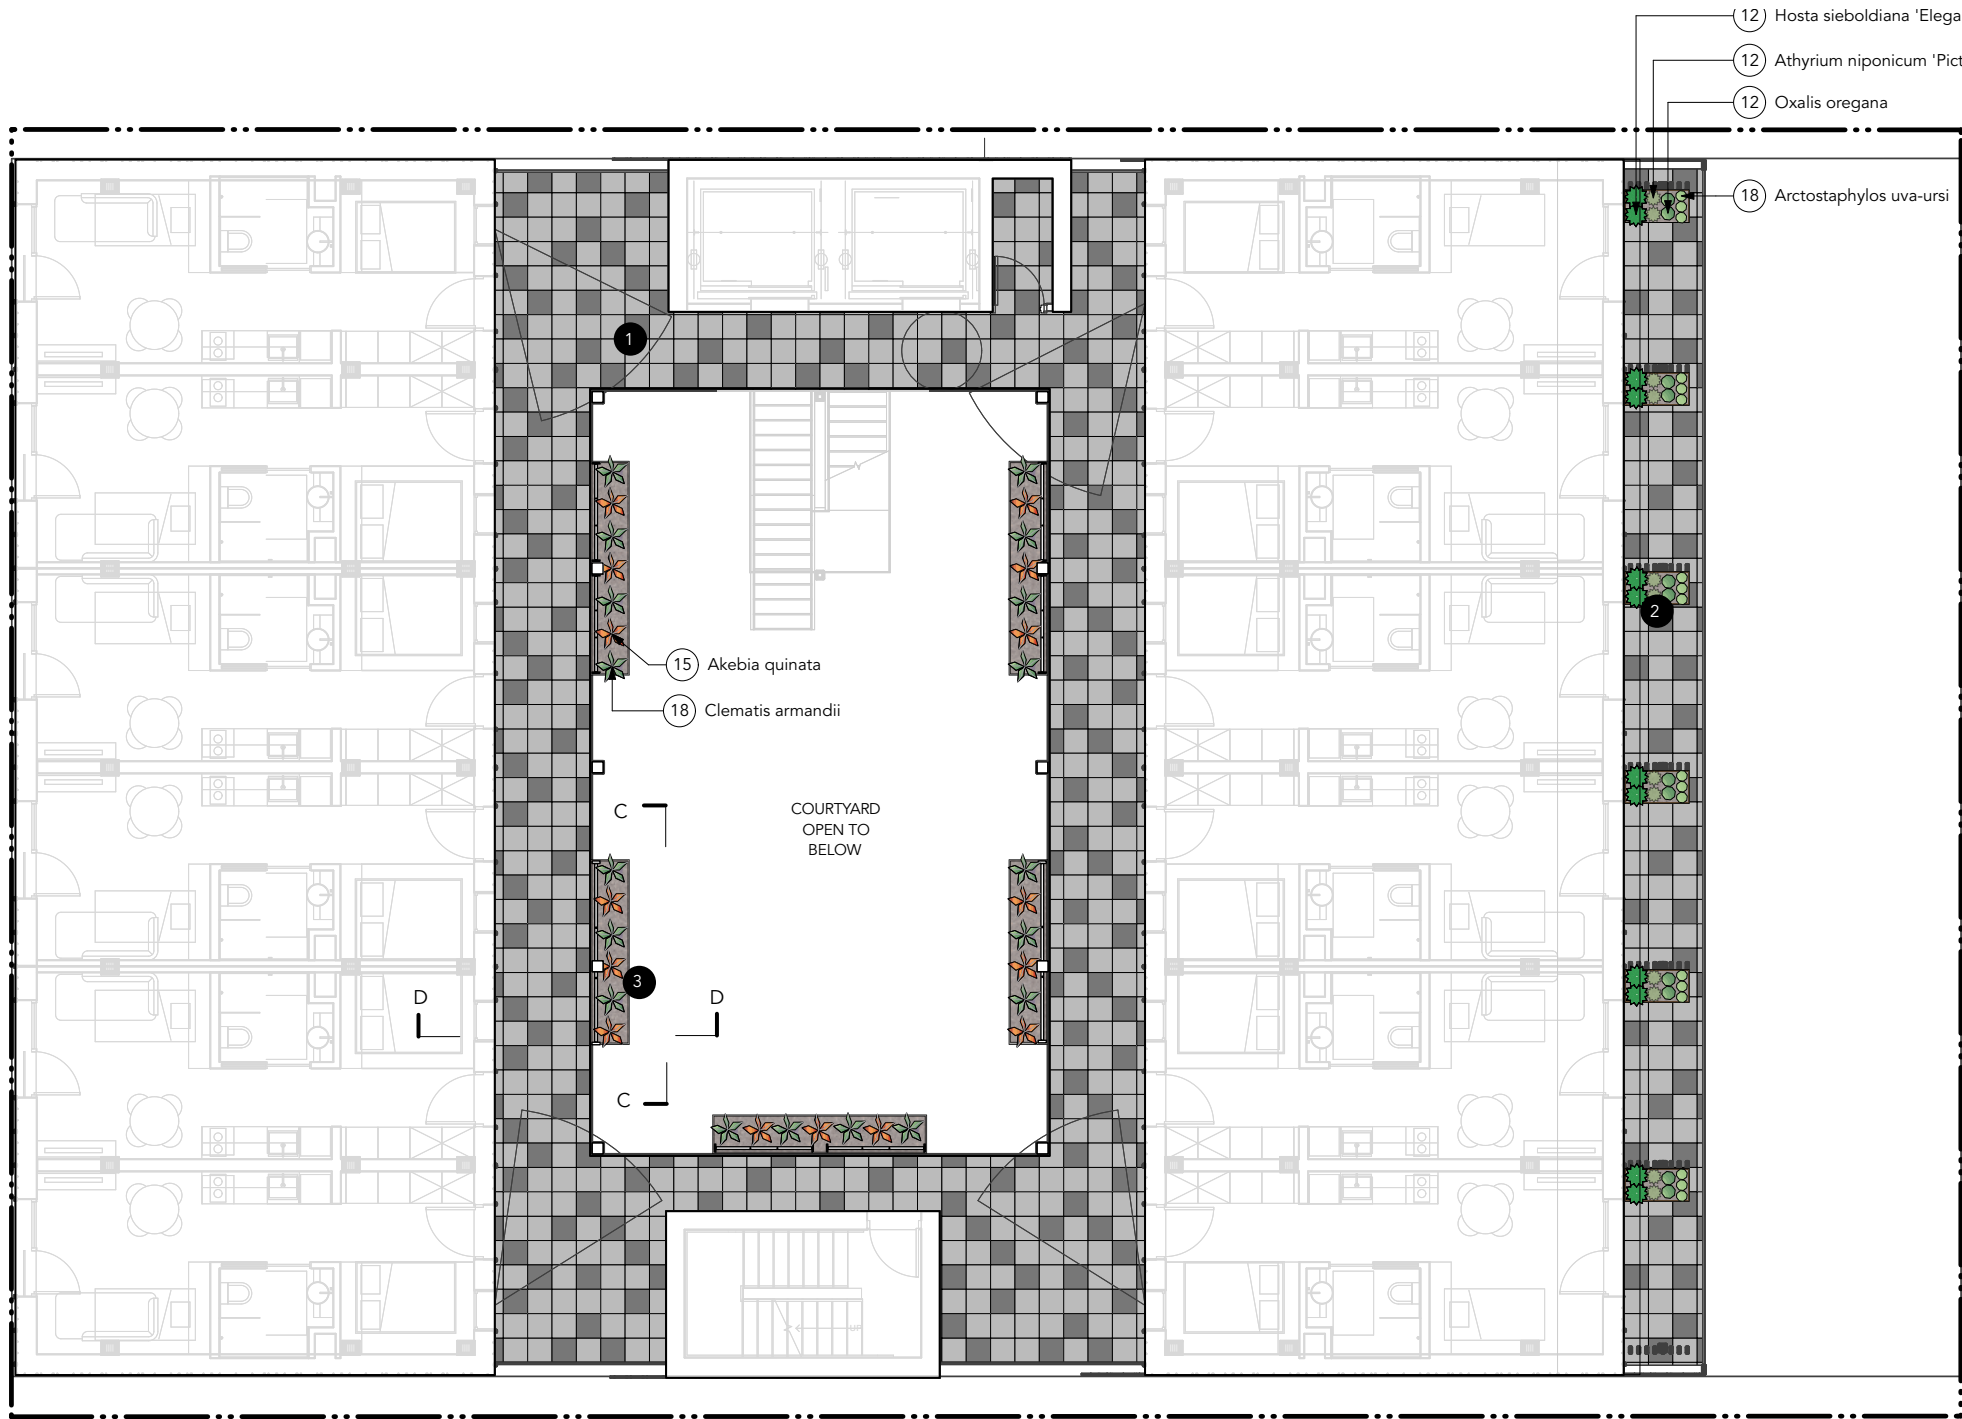 12 Hosta sieboldiana 'Elega
12 Athyrium niponicum 'Pict
12 Oxalis oregana
18 Arctostaphylos uva-ursi
1
2
15 Akebia quinata
18 Clematis armandii
C
COURTYARD
OPEN TO
BELOW
3
D
D
C
UP